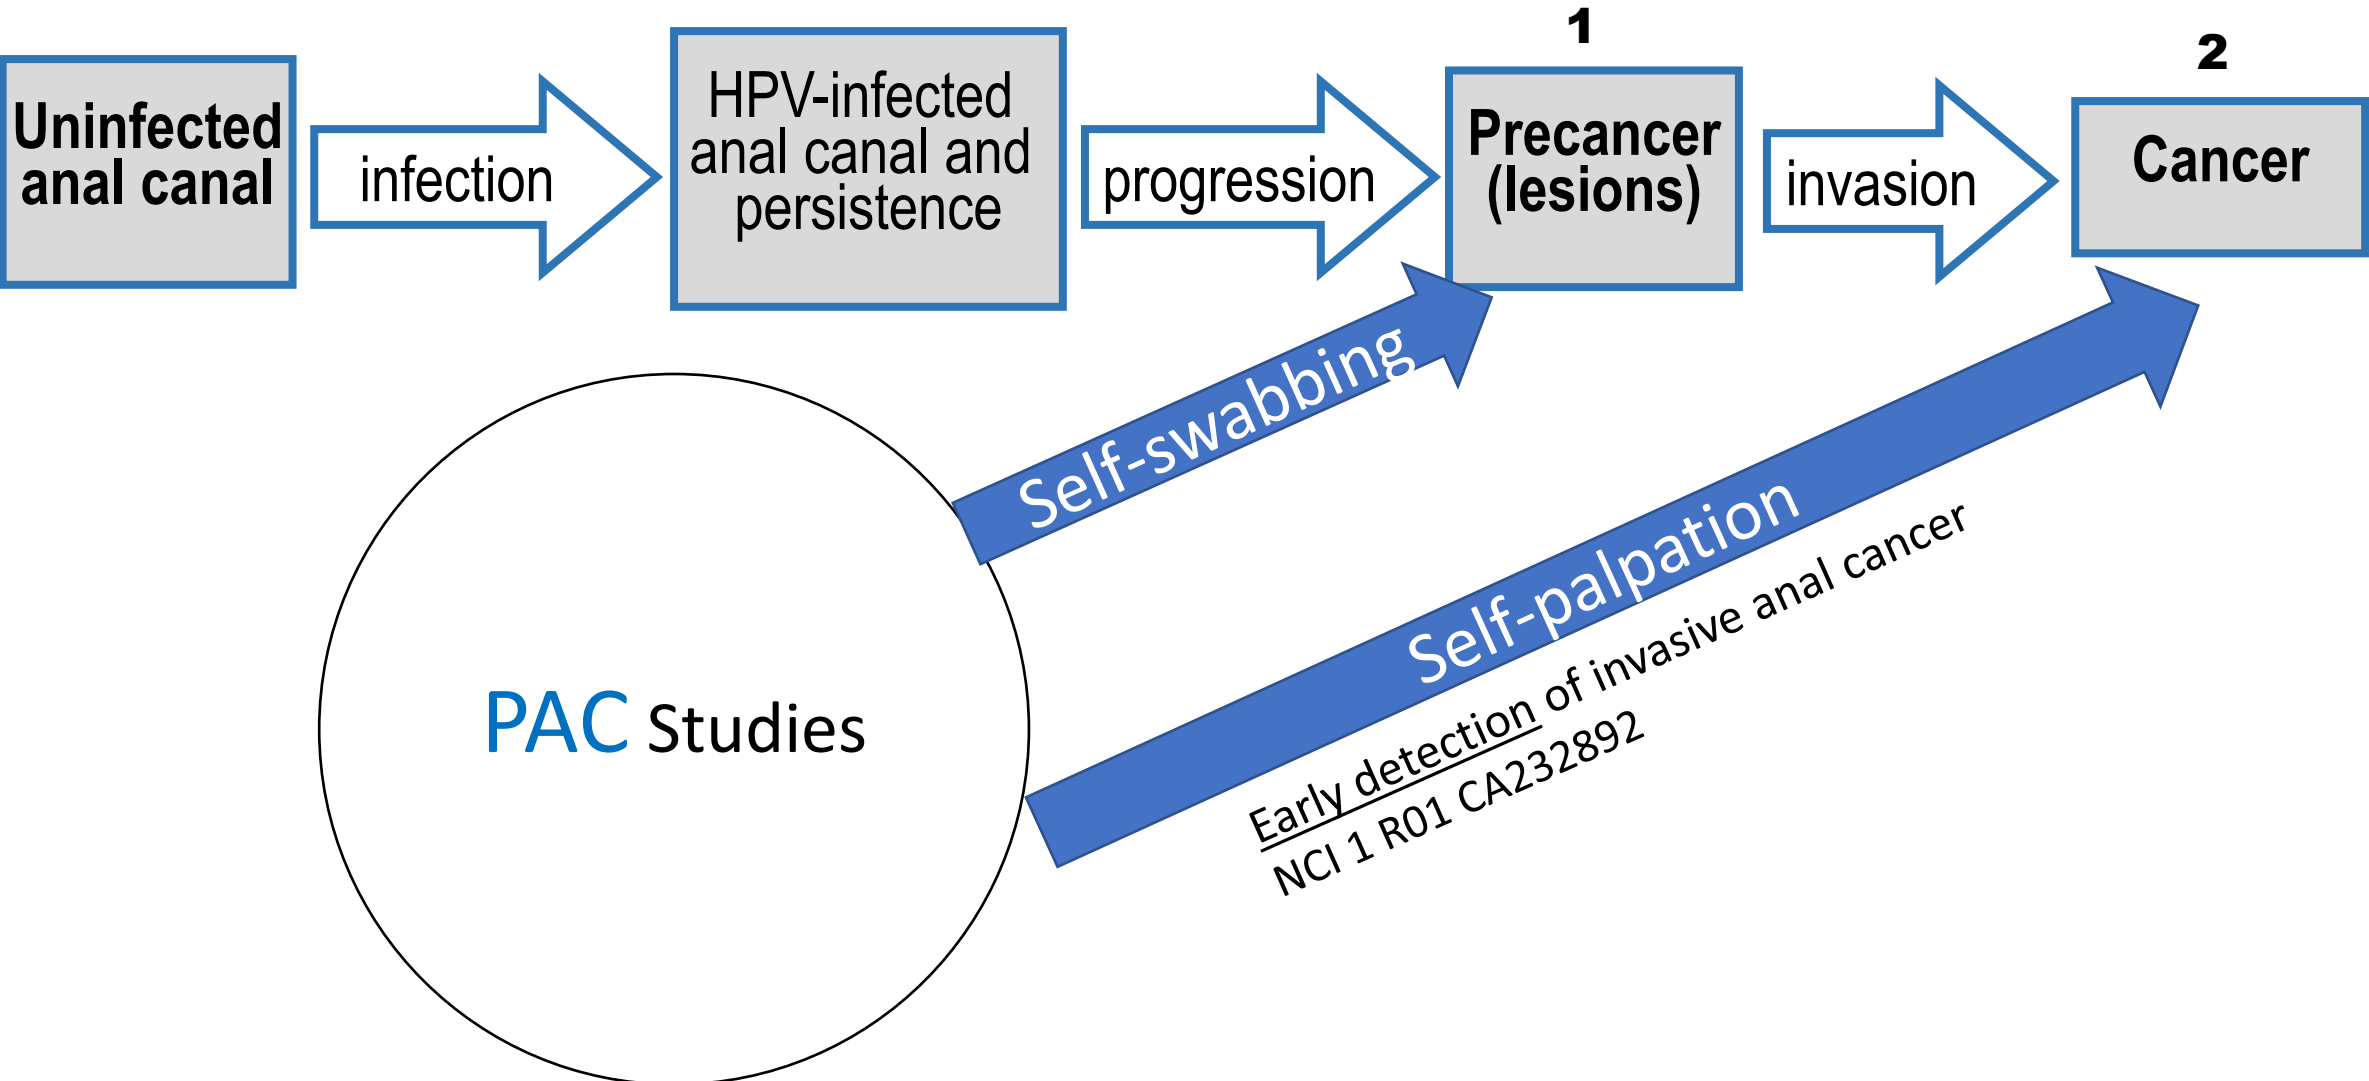 1
2
Uninfected
anal canal
infection
HPV-infected
anal canal and
persistence
progression
Precancer
(lesions)
invasion
Cancer
Self-swabbing
Self-palpation
Early detection of invasive anal cancer
NCI 1 R01 CA232892
PAC Studies